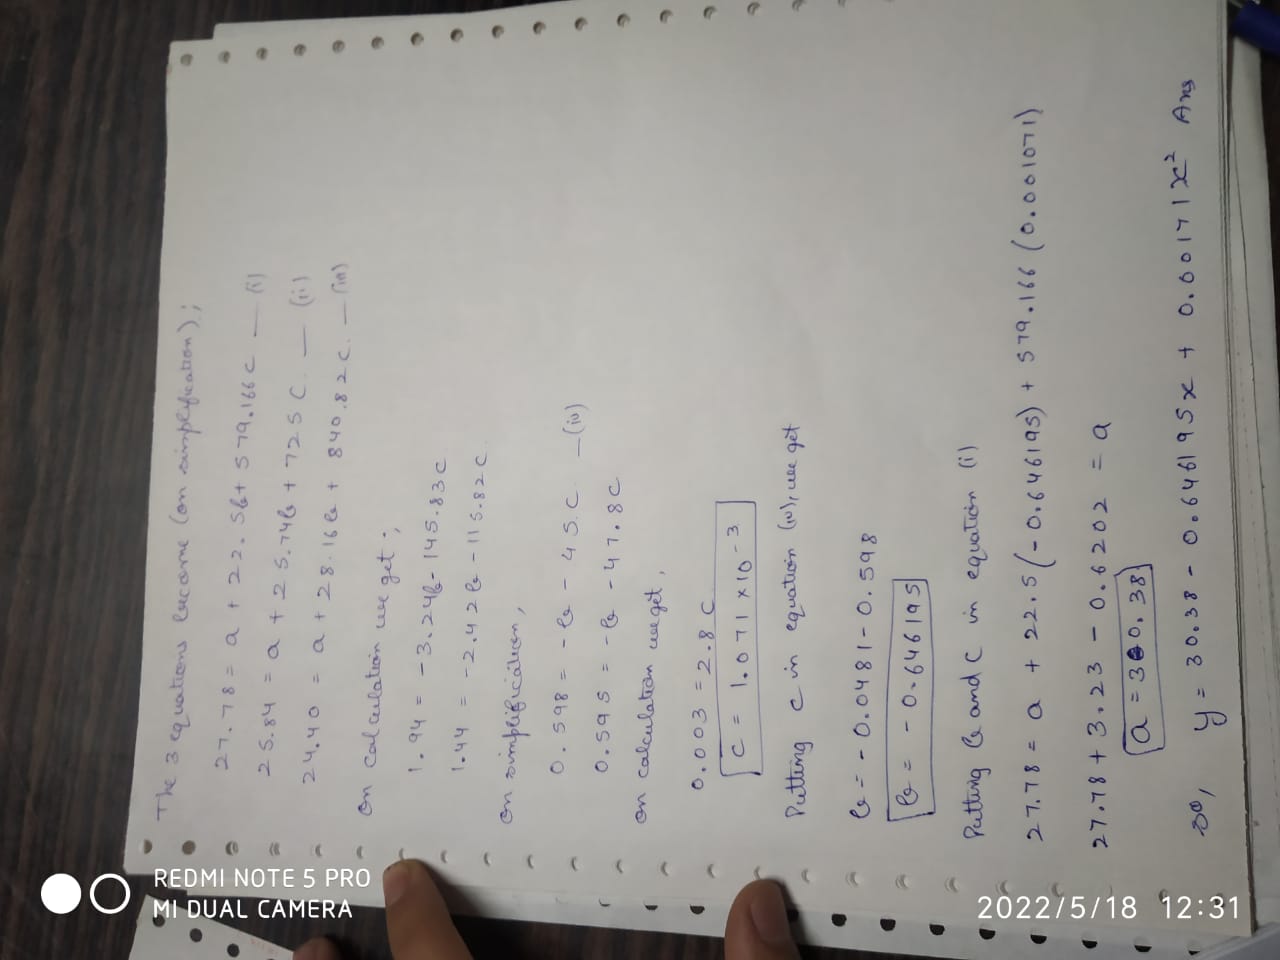 The 3 equations become (on simplification);
27.78 = a + 22.5b + 579.166c — (i)
25.84 = a + 25.74b + 725c — (ii)
24.40 = a + 28.16b + 840.82c. — (iii)
on calculation we get;
1.94 = -3.24b - 145.83c
1.44 = -2.42b - 115.82c
on simplification,
0.598 = -b - 45.c — (iv)
0.595 = -b - 47.8c
on calculation we get,
0.003 = 2.8c
c = 1.071 x 10⁻³
Putting c in equation (iv), we get
b = -0.0481 - 0.598
b = -0.646195
Putting b and c in equation (i)
27.78 = a + 22.5(-0.646195) + 579.166(0.001071)
27.78 + 3.23 - 0.6202 = a
a = 30.38
so, y = 30.38 - 0.646195x + 0.00171x² Ans
REDMI NOTE 5 PRO
MI DUAL CAMERA
2022/5/18 12:31